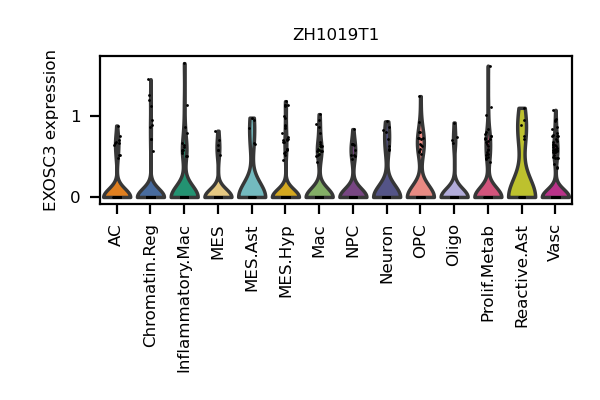 ZH1019T1
EXOSC3 expression
1
0
AC
Chromatin.Reg
Inflammatory.Mac
MES
MES.Ast
MES.Hyp
Mac
NPC
Neuron
OPC
Oligo
Prolif.Metab
Reactive.Ast
Vasc